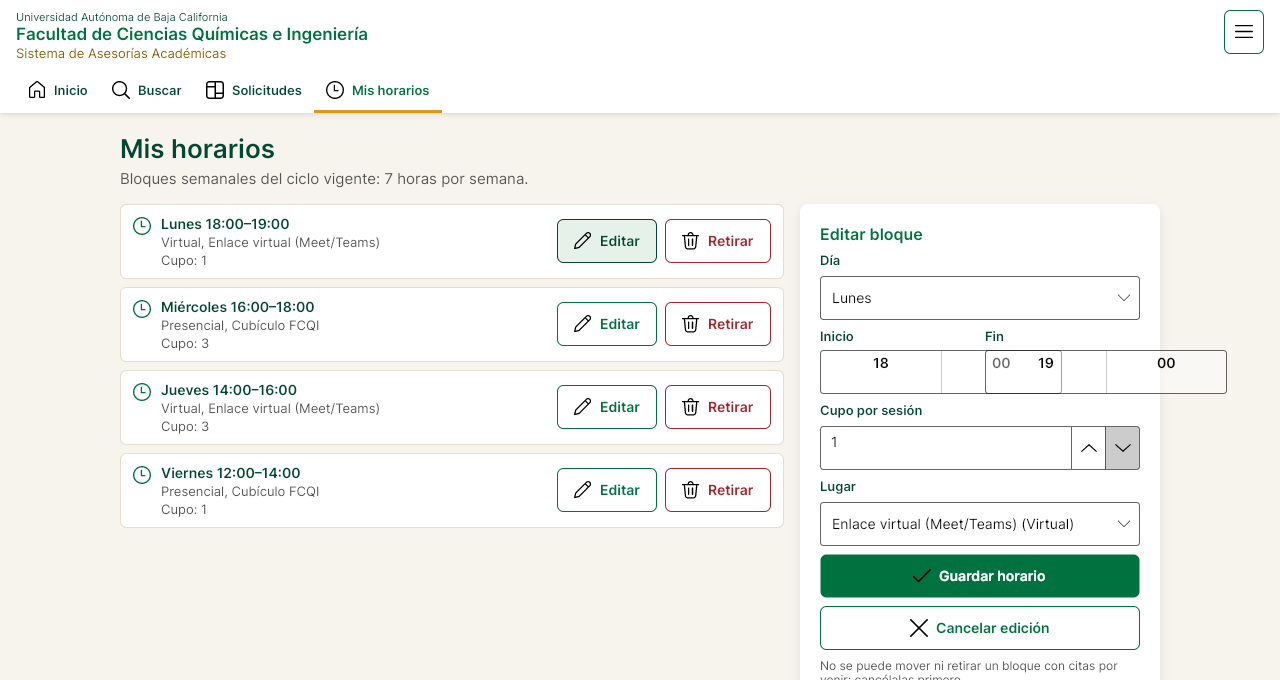 Universidad Autónoma de Baja California
Facultad de Ciencias Químicas e Ingeniería
Sistema de Asesorías Académicas
Inicio
Buscar
Solicitudes
Mis horarios
Mis horarios
Bloques semanales del ciclo vigente: 7 horas por semana.
Lunes 18:00–19:00
Virtual, Enlace virtual (Meet/Teams)
Cupo: 1
Editar
Retirar
Miércoles 16:00–18:00
Presencial, Cubículo FCQI
Cupo: 3
Editar
Retirar
Jueves 14:00–16:00
Virtual, Enlace virtual (Meet/Teams)
Cupo: 3
Editar
Retirar
Viernes 12:00–14:00
Presencial, Cubículo FCQI
Cupo: 1
Editar
Retirar
Editar bloque
Día
Lunes
Inicio
Fin
18
00
19
00
Cupo por sesión
1
Lugar
Enlace virtual (Meet/Teams) (Virtual)
Guardar horario
Cancelar edición
No se puede mover ni retirar un bloque con citas por
venir: cancélalas primero.